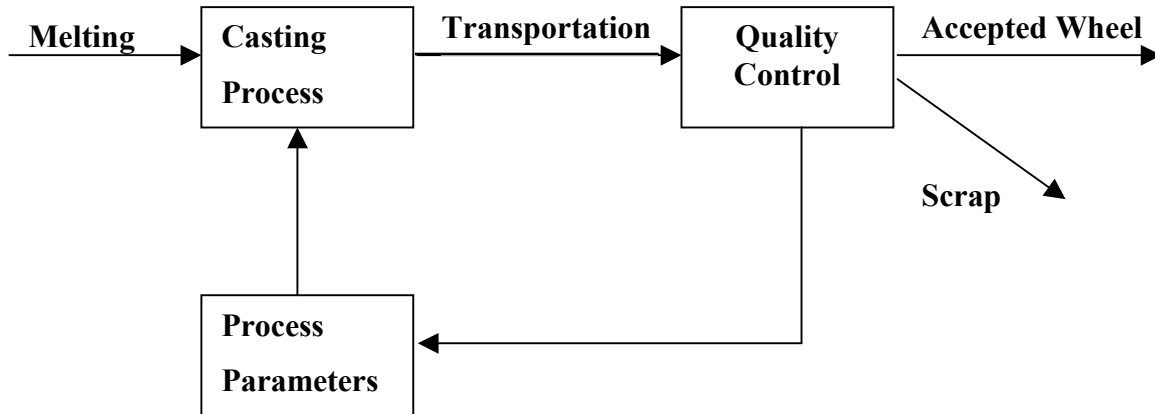 Melting
Casting
Process
Transportation
Quality
Control
Accepted Wheel
Scrap
Process
Parameters